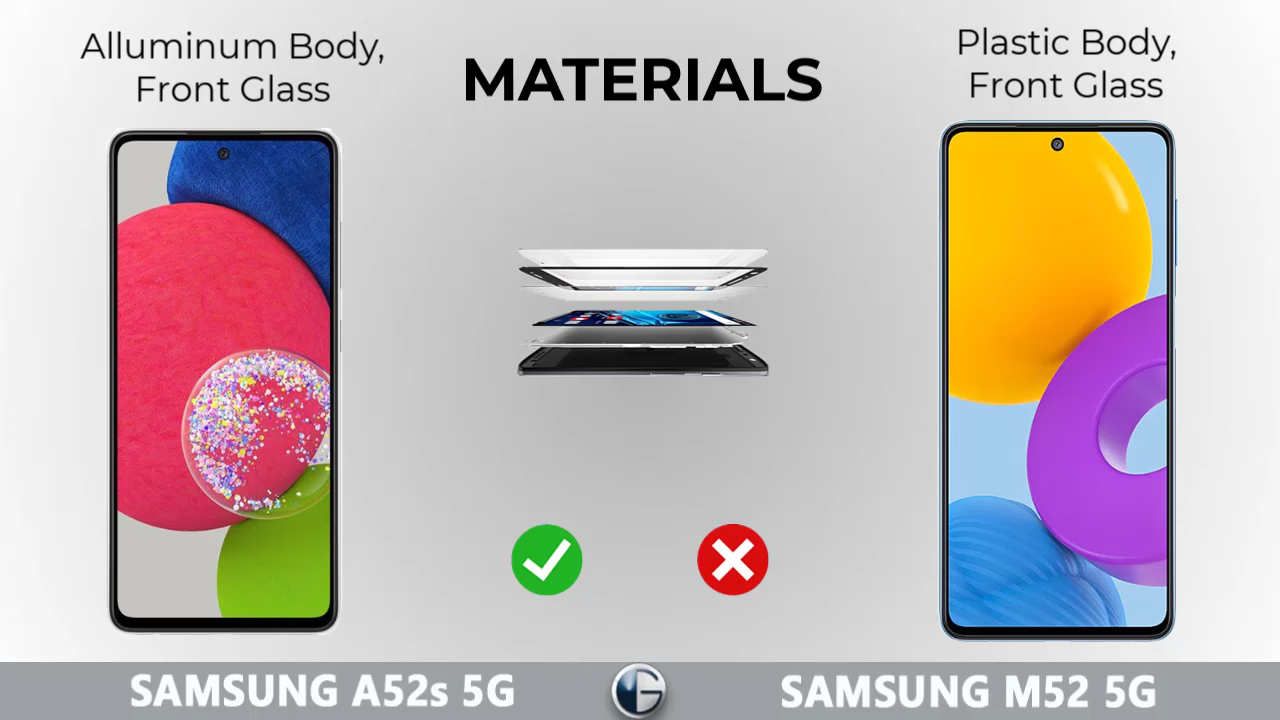 Alluminum Body,
Front Glass
MATERIALS
Plastic Body,
Front Glass
SAMSUNG A52s 5G
G
SAMSUNG M52 5G